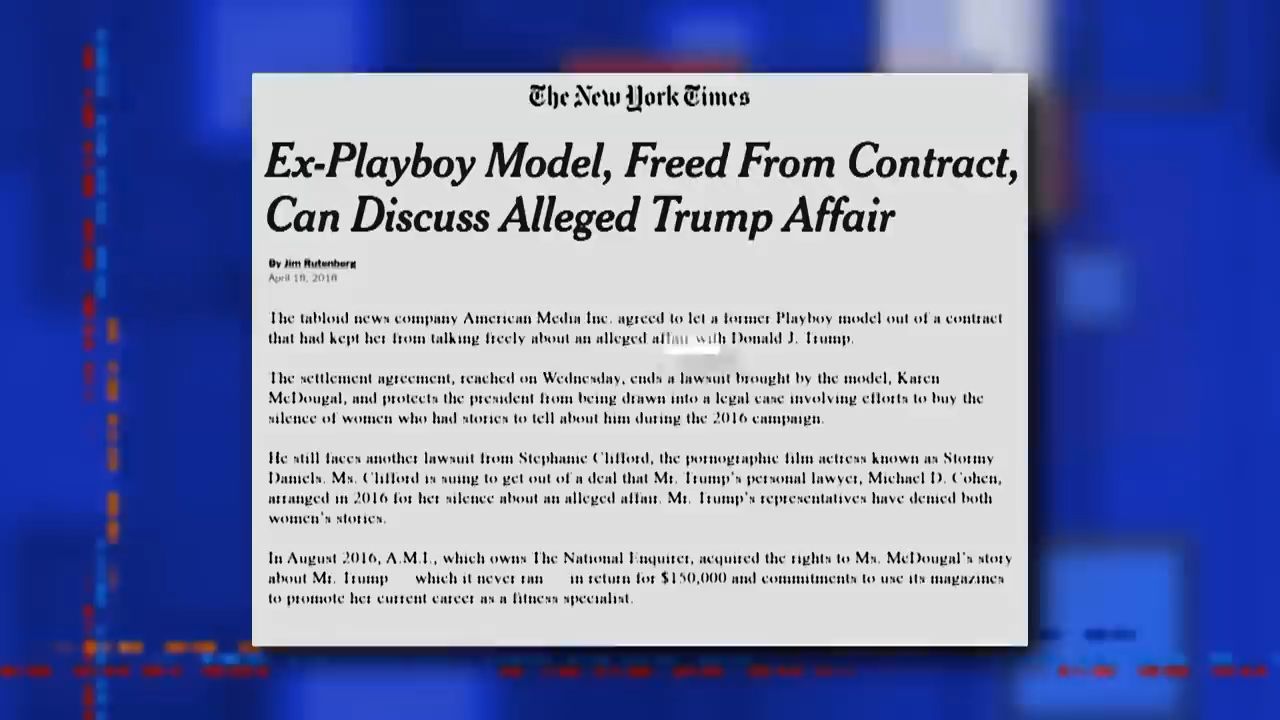 The New York Times
Ex-Playboy Model, Freed From Contract,
Can Discuss Alleged Trump Affair
By Jim Rutenberg
April 18, 2018
The tabloid news company American Media Inc. agreed to let a former Playboy model out of a contract
that had kept her from talking freely about an alleged affair with Donald J. Trump.
The settlement agreement, reached on Wednesday, ends a lawsuit brought by the model, Karen
McDougal, and protects the president from being drawn into a legal case involving efforts to buy the
silence of women who had stories to tell about him during the 2016 campaign.
He still faces another lawsuit from Stephanie Clifford, the pornographic film actress known as Stormy
Daniels. Ms. Clifford is suing to get out of a deal that Mr. Trump's personal lawyer, Michael D. Cohen,
arranged in 2016 for her silence about an alleged affair. Mr. Trump's representatives have denied both
women's stories.
In August 2016, A.M.I., which owns The National Enquirer, acquired the rights to Ms. McDougal's story
about Mr. Trump which it never ran in return for $150,000 and commitments to use its magazines
to promote her current career as a fitness specialist.